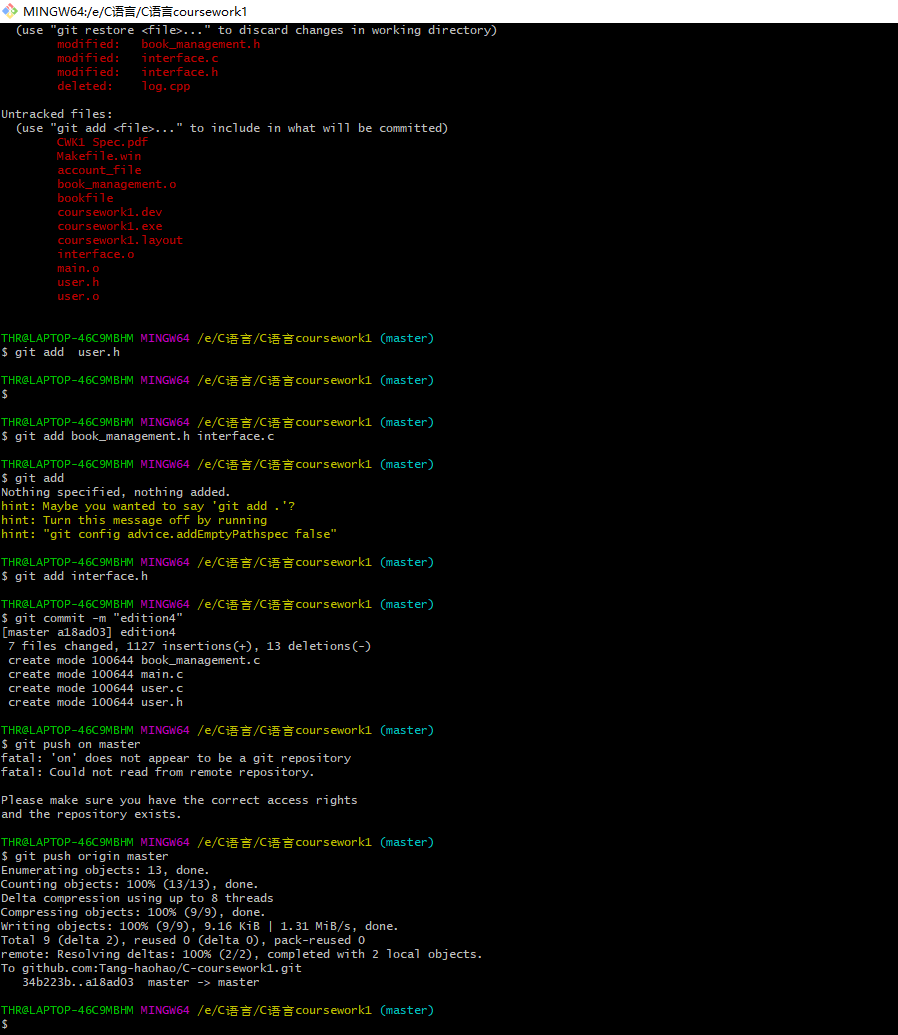 MINGW64:/e/C语言/C语言coursework1
(use "git restore <file>..." to discard changes in working directory)
modified:   book_management.h
modified:   interface.c
modified:   interface.h
deleted:    log.cpp
Untracked files:
(use "git add <file>..." to include in what will be committed)
CWK1 Spec.pdf
Makefile.win
account_file
book_management.o
bookfile
coursework1.dev
coursework1.exe
coursework1.layout
interface.o
main.o
user.h
user.o
THR@LAPTOP-46C9MBHM MINGW64 /e/C语言/C语言coursework1 (master)
$ git add  user.h
THR@LAPTOP-46C9MBHM MINGW64 /e/C语言/C语言coursework1 (master)
$
THR@LAPTOP-46C9MBHM MINGW64 /e/C语言/C语言coursework1 (master)
$ git add book_management.h interface.c
THR@LAPTOP-46C9MBHM MINGW64 /e/C语言/C语言coursework1 (master)
$ git add
Nothing specified, nothing added.
hint: Maybe you wanted to say 'git add .'?
hint: Turn this message off by running
hint: "git config advice.addEmptyPathspec false"
THR@LAPTOP-46C9MBHM MINGW64 /e/C语言/C语言coursework1 (master)
$ git add interface.h
THR@LAPTOP-46C9MBHM MINGW64 /e/C语言/C语言coursework1 (master)
$ git commit -m "edition4"
[master a18ad03] edition4
7 files changed, 1127 insertions(+), 13 deletions(-)
create mode 100644 book_management.c
create mode 100644 main.c
create mode 100644 user.c
create mode 100644 user.h
THR@LAPTOP-46C9MBHM MINGW64 /e/C语言/C语言coursework1 (master)
$ git push on master
fatal: 'on' does not appear to be a git repository
fatal: Could not read from remote repository.
Please make sure you have the correct access rights
and the repository exists.
THR@LAPTOP-46C9MBHM MINGW64 /e/C语言/C语言coursework1 (master)
$ git push origin master
Enumerating objects: 13, done.
Counting objects: 100% (13/13), done.
Delta compression using up to 8 threads
Compressing objects: 100% (9/9), done.
Writing objects: 100% (9/9), 9.16 KiB | 1.31 MiB/s, done.
Total 9 (delta 2), reused 0 (delta 0), pack-reused 0
remote: Resolving deltas: 100% (2/2), completed with 2 local objects.
To github.com:Tang-haohao/C-coursework1.git
34b223b..a18ad03  master -> master
THR@LAPTOP-46C9MBHM MINGW64 /e/C语言/C语言coursework1 (master)
$